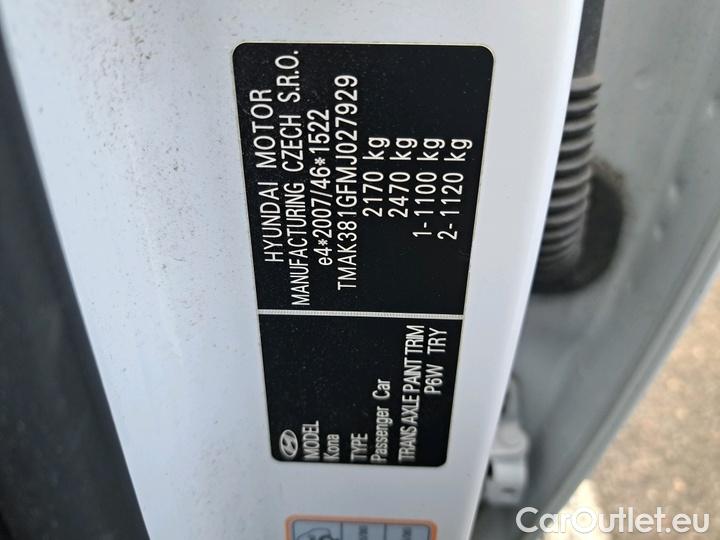 HYUNDAI MOTOR
MANUFACTURING CZECH S.R.O.
e4*2007/46*1522
TMAK381GFMJ027929
2170 kg
2470 kg
1-1100 kg
2-1120 kg
MODEL
Kona
TYPE
Passenger Car
TRANS AXLE PAINT TRIM
P6W TRY
CarOutlet.eu